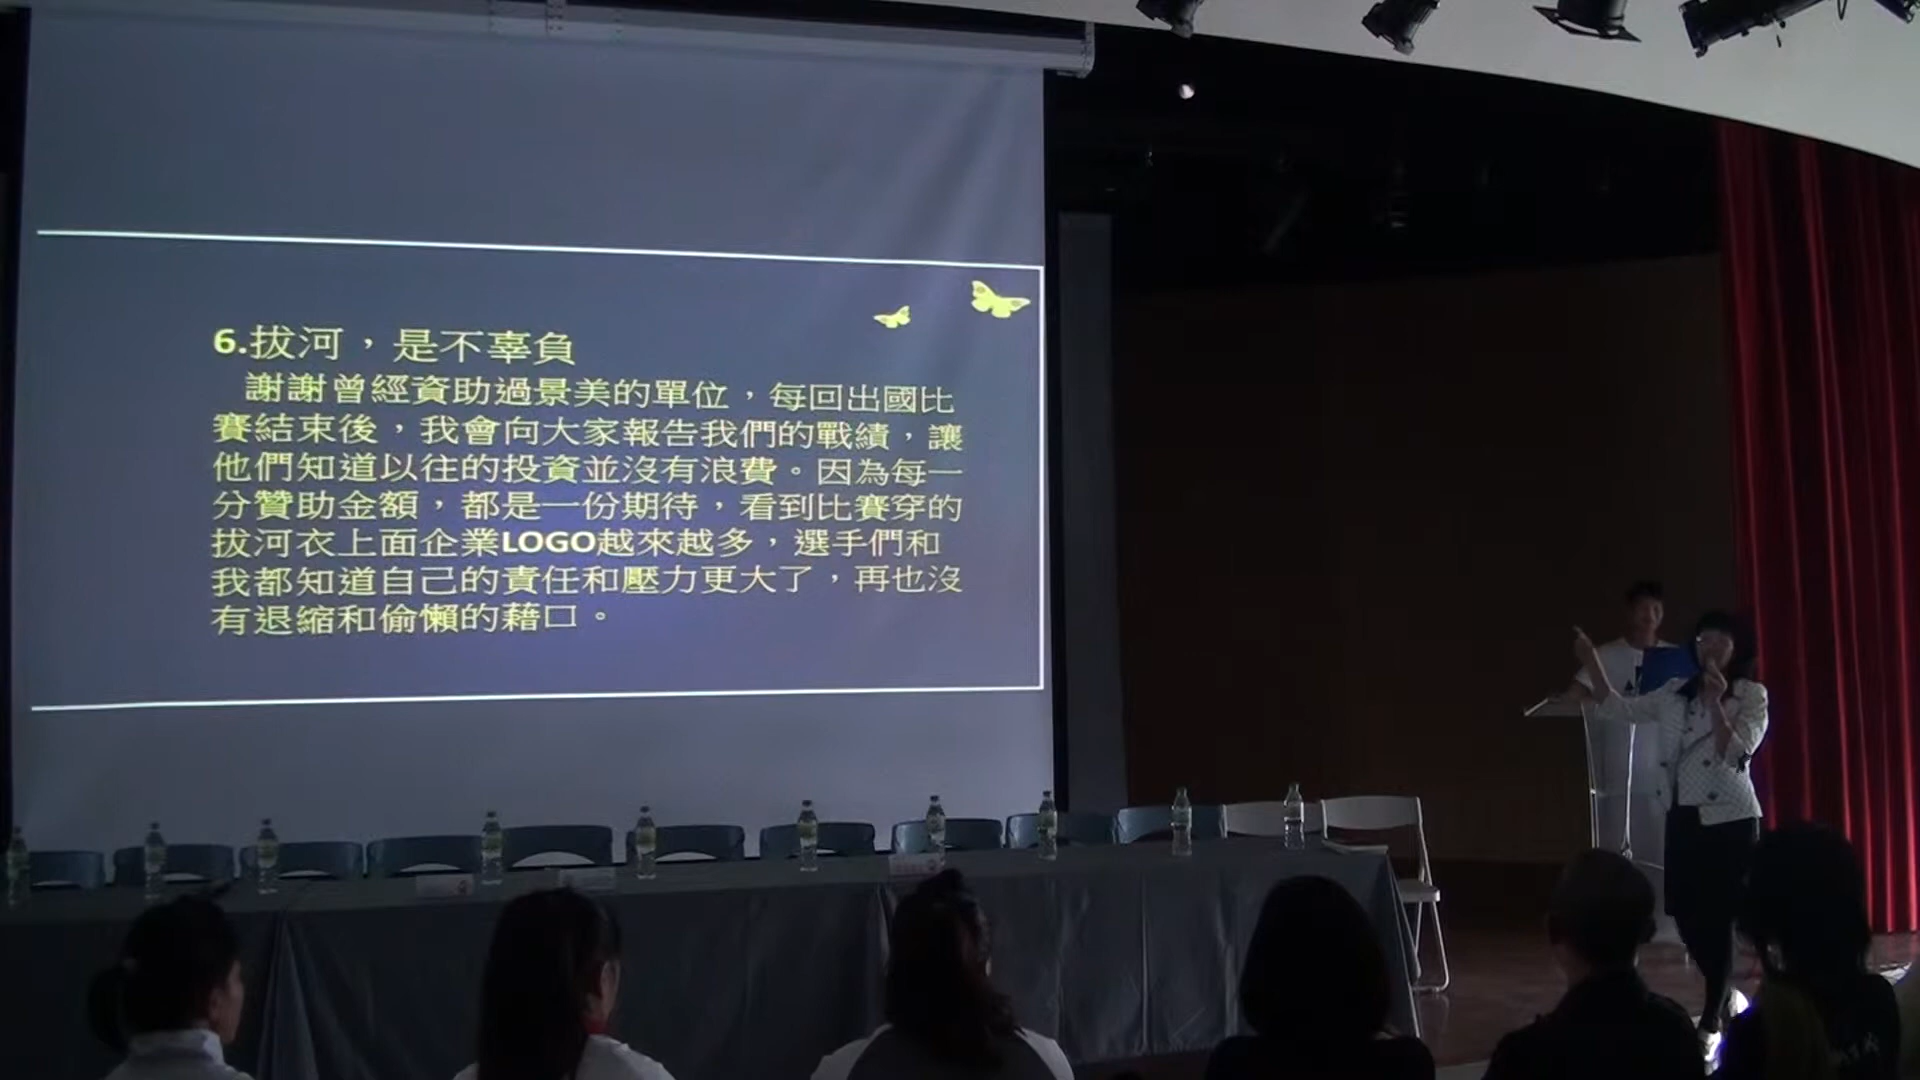 6.拔河，是不辜負
謝謝曾經資助過景美的單位，每回出國比
賽結束後，我會向大家報告我們的戰績，讓
他們知道以往的投資並沒有浪費。因為每一
分贊助金額，都是一份期待，看到比賽穿的
拔河衣上面企業LOGO越來越多，選手們和
我都知道自己的責任和壓力更大了，再也沒
有退縮和偷懶的藉口。